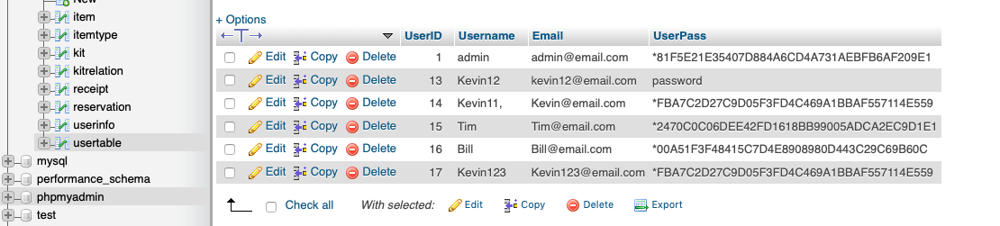 New
item
itemtype
kit
kitrelation
receipt
reservation
userinfo
usertable
mysql
performance_schema
phpmyadmin
test
+ Options
UserID Username Email UserPass
Edit Copy Delete 1 admin admin@email.com *81F5E21E35407D884A6CD4A731AEBFB6AF209E1
Edit Copy Delete 13 Kevin12 kevin12@email.com password
Edit Copy Delete 14 Kevin11, Kevin@email.com *FBA7C2D27C9D05F3FD4C469A1BBAF557114E559
Edit Copy Delete 15 Tim Tim@email.com *2470C0C06DEE42FD1618BB99005ADCA2EC9D1E1
Edit Copy Delete 16 Bill Bill@email.com *00A51F3F48415C7D4E8908980D443C29C69B60C
Edit Copy Delete 17 Kevin123 Kevin123@email.com *FBA7C2D27C9D05F3FD4C469A1BBAF557114E559
Check all With selected: Edit Copy Delete Export